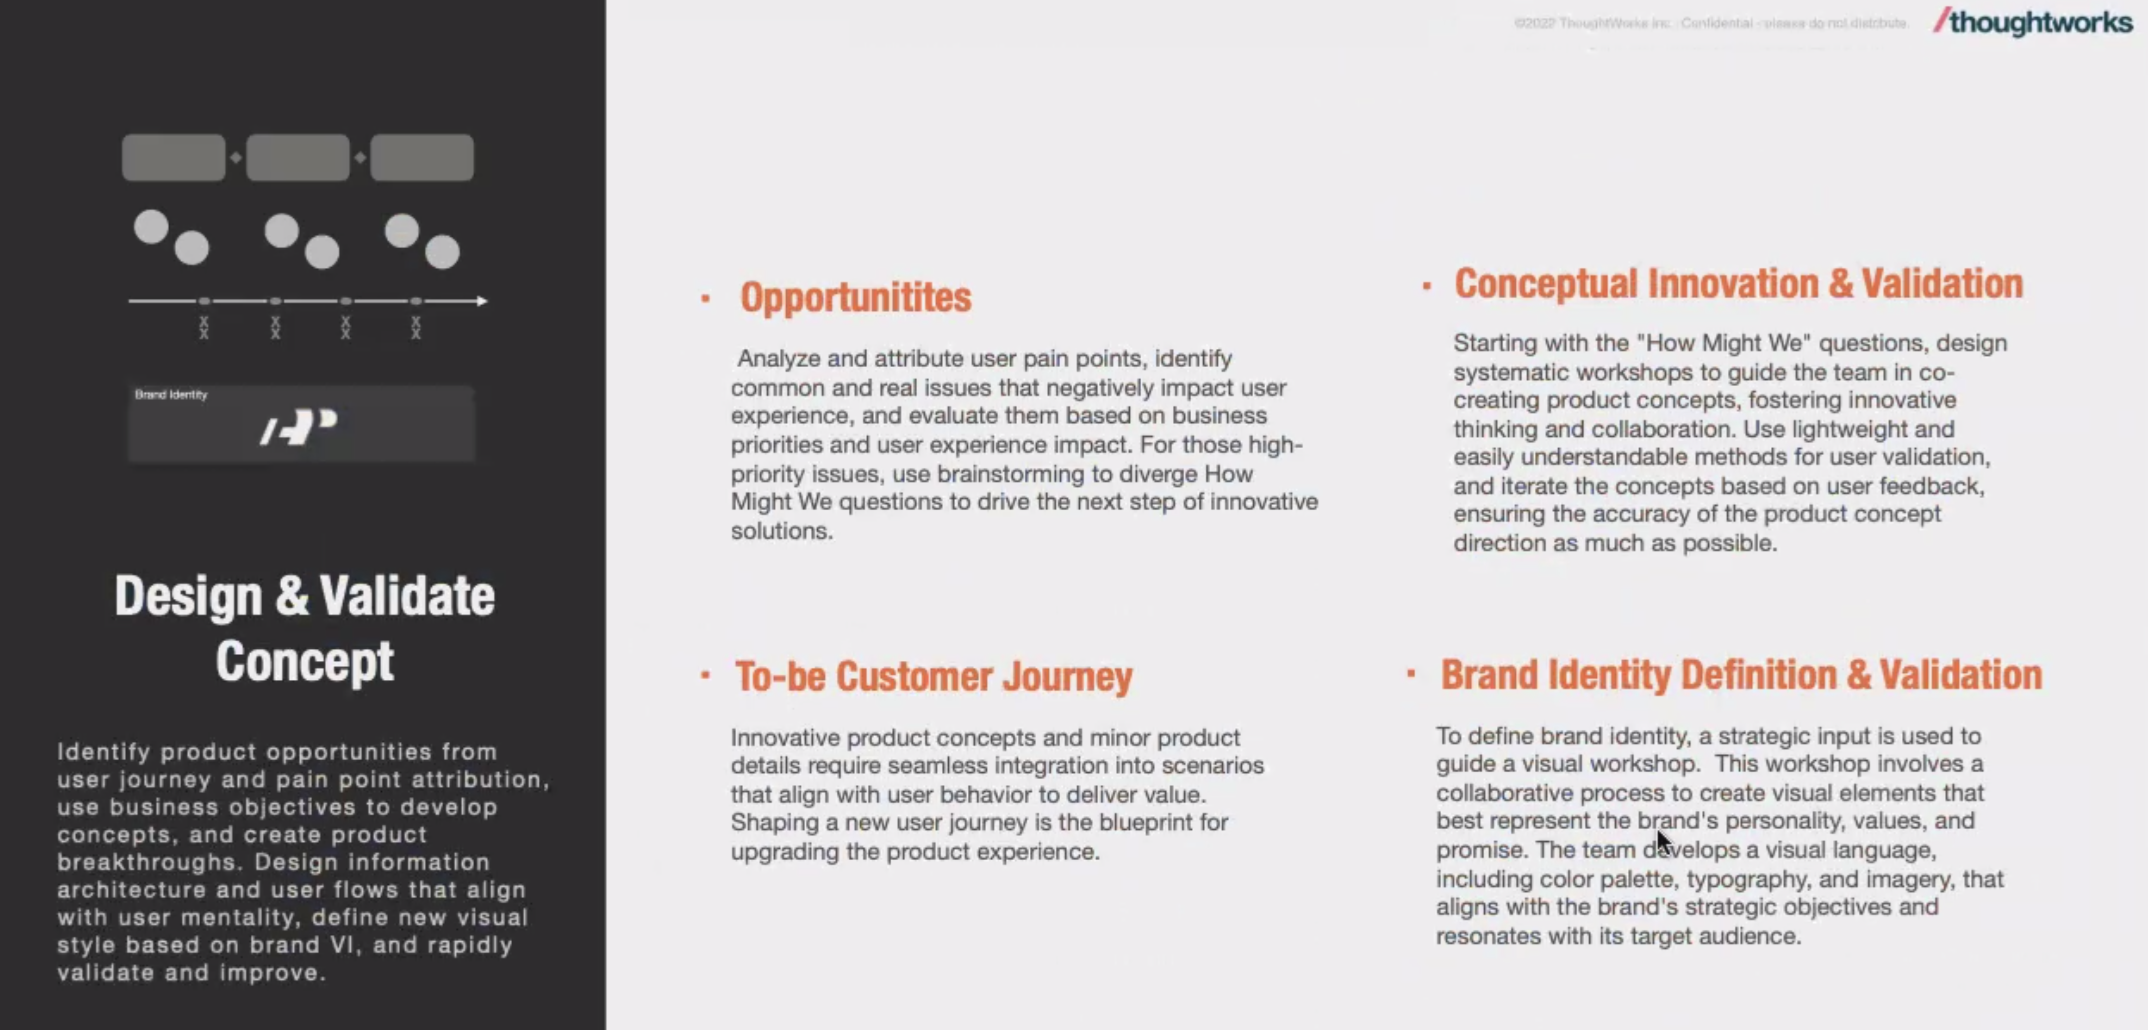 ©2022 ThoughtWorks Inc. Confidential - please do not distribute.
/thoughtworks
X X X X
X X X X
Brand Identity
Design & Validate
Concept
Identify product opportunities from
user journey and pain point attribution,
use business objectives to develop
concepts, and create product
breakthroughs. Design information
architecture and user flows that align
with user mentality, define new visual
style based on brand VI, and rapidly
validate and improve.
Opportunitites
Analyze and attribute user pain points, identify
common and real issues that negatively impact user
experience, and evaluate them based on business
priorities and user experience impact. For those high-
priority issues, use brainstorming to diverge How
Might We questions to drive the next step of innovative
solutions.
Conceptual Innovation & Validation
Starting with the "How Might We" questions, design
systematic workshops to guide the team in co-
creating product concepts, fostering innovative
thinking and collaboration. Use lightweight and
easily understandable methods for user validation,
and iterate the concepts based on user feedback,
ensuring the accuracy of the product concept
direction as much as possible.
To-be Customer Journey
Innovative product concepts and minor product
details require seamless integration into scenarios
that align with user behavior to deliver value.
Shaping a new user journey is the blueprint for
upgrading the product experience.
Brand Identity Definition & Validation
To define brand identity, a strategic input is used to
guide a visual workshop.  This workshop involves a
collaborative process to create visual elements that
best represent the brand's personality, values, and
promise. The team develops a visual language,
including color palette, typography, and imagery, that
aligns with the brand's strategic objectives and
resonates with its target audience.